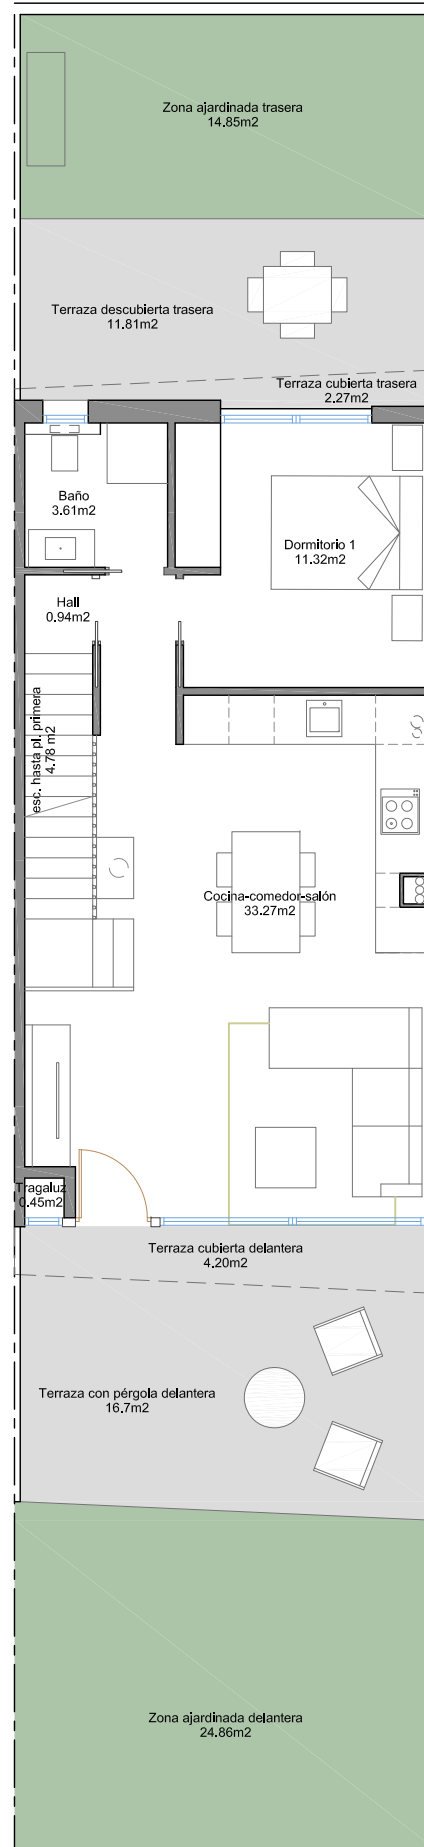 Zona ajardinada trasera
14.85m2
Terraza descubierta trasera
11.81m2
Terraza cubierta trasera
2.27m2
Baño
3.61m2
Dormitorio 1
11.32m2
Hall
0.94m2
esc. hasta pl. primera
4.78 m2
Cocina-comedor-salón
33.27m2
Tragaluz
0.45m2
Terraza cubierta delantera
4.20m2
Terraza con pérgola delantera
16.7m2
Zona ajardinada delantera
24.86m2